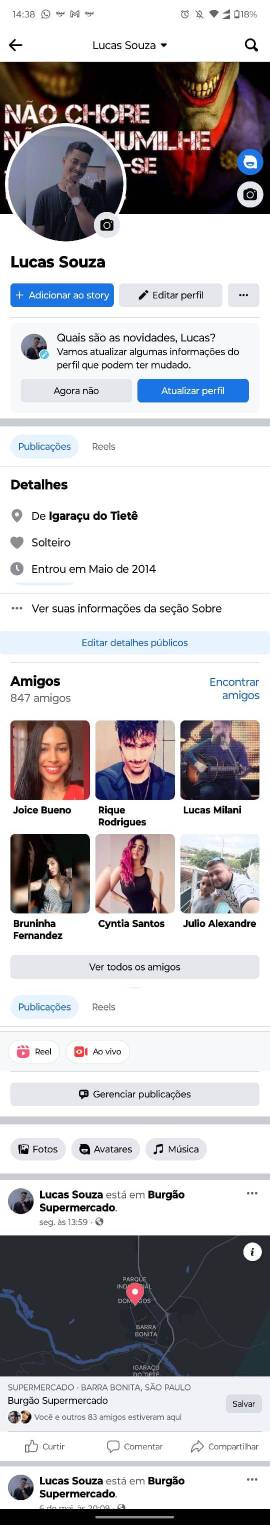 14:38
18%
Lucas Souza
NÃO CHORE
HUMILHE
-SE
Lucas Souza
+ Adicionar ao story
Editar perfil
Quais são as novidades, Lucas?
Vamos atualizar algumas informações do
perfil que podem ter mudado.
Agora não
Atualizar perfil
Publicações
Reels
Detalhes
De Igaraçu do Tietê
Solteiro
Entrou em Maio de 2014
Ver suas informações da seção Sobre
Editar detalhes públicos
Amigos
847 amigos
Encontrar
amigos
Joice Bueno
Rique
Rodrigues
Lucas Milani
Bruninha
Fernandez
Cyntia Santos
Julio Alexandre
Ver todos os amigos
Publicações
Reels
Reel
Ao vivo
Gerenciar publicações
Fotos
Avatares
Música
Lucas Souza está em Burgão
Supermercado.
seg. às 13:59 ·
PARQUE
BARRA
BONITA
IGARAÇU
DO TIETÊ
SUPERMERCADO · BARRA BONITA, SÃO PAULO
Burgão Supermercado
Você e outros 83 amigos estiveram aqui
Salvar
Curtir
Comentar
Compartilhar
Lucas Souza está em Burgão
Supermercado.
6 de mai. às 20:09 ·